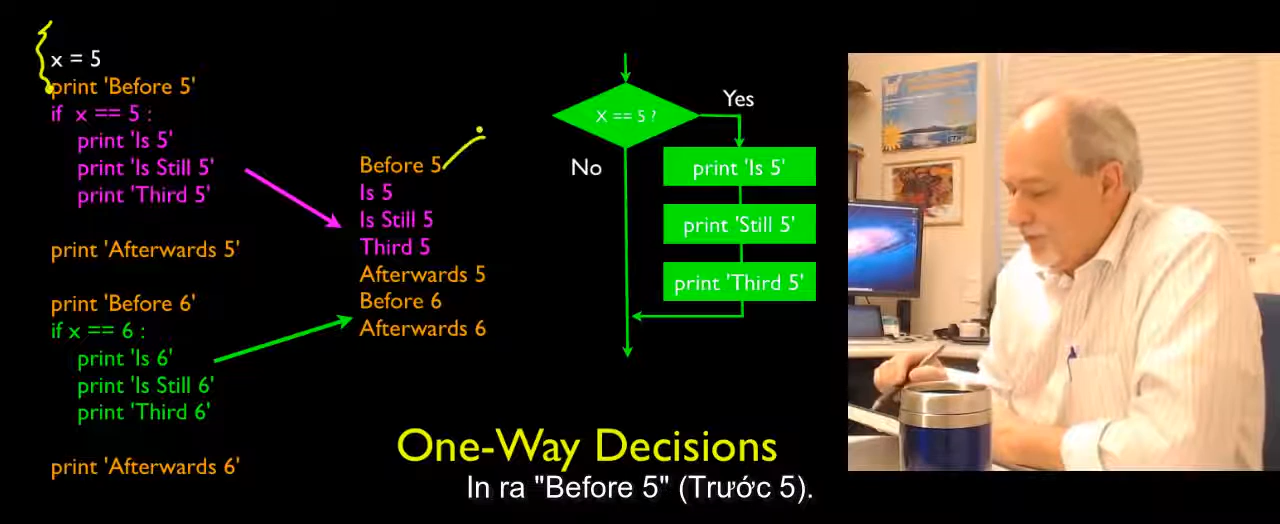 x = 5
print 'Before 5'
if x == 5 :
print 'Is 5'
print 'Is Still 5'
print 'Third 5'
print 'Afterwards 5'
print 'Before 6'
if x == 6 :
print 'Is 6'
print 'Is Still 6'
print 'Third 6'
print 'Afterwards 6'
Before 5
Is 5
Is Still 5
Third 5
Afterwards 5
Before 6
Afterwards 6
X == 5 ?
Yes
No
print 'Is 5'
print 'Still 5'
print 'Third 5'
One-Way Decisions
In ra "Before 5" (Trước 5).